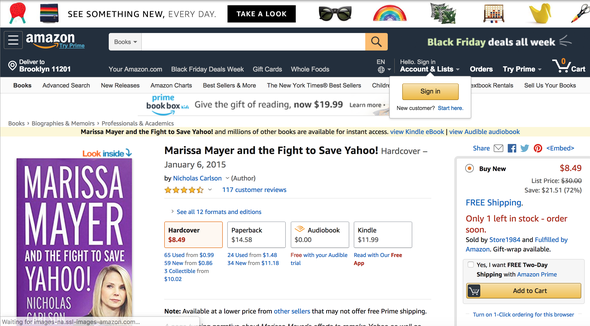 SEE SOMETHING NEW, EVERY DAY
TAKE A LOOK
amazon
Try Prime
Books
Black Friday deals all week
Deliver to
Brooklyn 11201
Your Amazon.com Black Friday Deals Week Gift Cards Whole Foods
EN
Hello. Sign in
Account & Lists
Orders
Try Prime
0
Cart
Sign in
New customer? Start here.
Books Advanced Search New Releases Amazon Charts Best Sellers & More The New York Times® Best Sellers Textbook Rentals Sell Us Your Books
prime
book box kids
Give the gift of reading, now $19.99 Learn more
Books › Biographies & Memoirs › Professionals & Academics
Marissa Mayer and the Fight to Save Yahoo! and millions of other books are available for instant access. view Kindle eBook | view Audible audiobook
Look inside
MARISSA
MAYER
AND THE FIGHT TO SAVE
YAHOO!
NICHOLAS
CARLSON
Waiting for images-na.ssl-images-amazon.com...
Marissa Mayer and the Fight to Save Yahoo! Hardcover –
January 6, 2015
by Nicholas Carlson (Author)
117 customer reviews
› See all 12 formats and editions
Hardcover
$8.49
Paperback
$14.58
Audiobook
$0.00
Kindle
$11.99
65 Used from $0.99
59 New from $0.86
3 Collectible from
$10.02
24 Used from $1.48
34 New from $11.18
Free with your Audible
trial
Read with Our Free
App
Note: Available at a lower price from other sellers that may not offer free Prime shipping.
Share
<Embed>
Buy New
$8.49
List Price: $30.00
Save: $21.51 (72%)
FREE Shipping.
Only 1 left in stock - order
soon.
Sold by Store1984 and Fulfilled by
Amazon. Gift-wrap available.
Yes, I want FREE Two-Day
Shipping with Amazon Prime
Add to Cart
Turn on 1-Click ordering for this browser